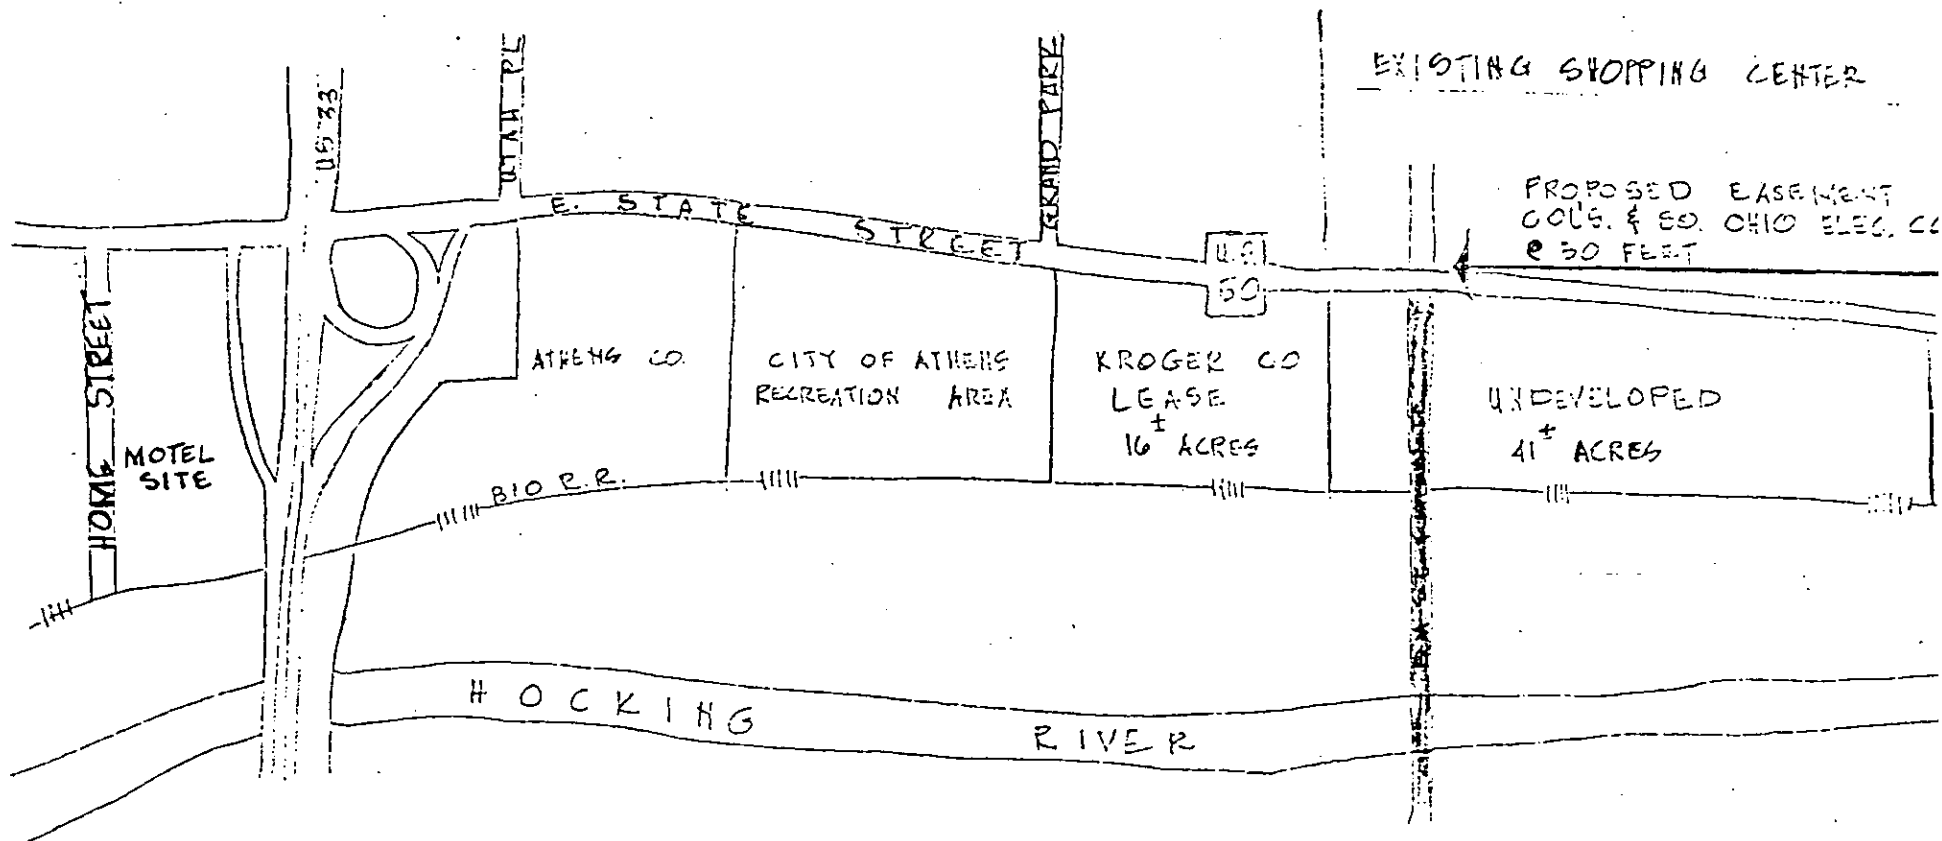 EXISTING SHOPPING CENTER
US 33
UTAH PL
GRAND PARK
PROPOSED EASEMENT
COL'S. & SO. OHIO ELEC. CO
@ 30 FEET
E. STATE STREET
U.S.
50
HOME STREET
MOTEL
SITE
ATHENS CO.
CITY OF ATHENS
RECREATION AREA
KROGER CO
LEASE
16± ACRES
UNDEVELOPED
41± ACRES
B&O R.R.
HOCKING RIVER